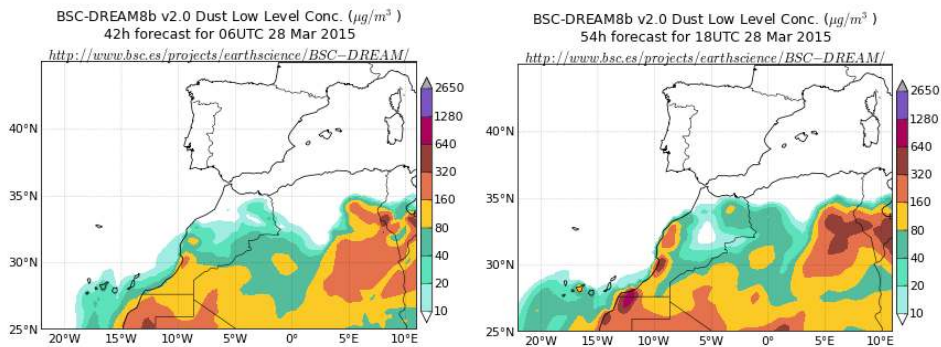 BSC-DREAM8b v2.0 Dust Low Level Conc. (μg/m³ )
42h forecast for 06UTC 28 Mar 2015
http://www.bsc.es/projects/earthscience/BSC−DREAM/
40°N
35°N
30°N
25°N
20°W 15°W 10°W 5°W 0°E 5°E 10°E
2650
1280
640
320
160
80
40
20
10
BSC-DREAM8b v2.0 Dust Low Level Conc. (μg/m³ )
54h forecast for 18UTC 28 Mar 2015
http://www.bsc.es/projects/earthscience/BSC−DREAM/
40°N
35°N
30°N
25°N
20°W 15°W 10°W 5°W 0°E 5°E 10°E
2650
1280
640
320
160
80
40
20
10